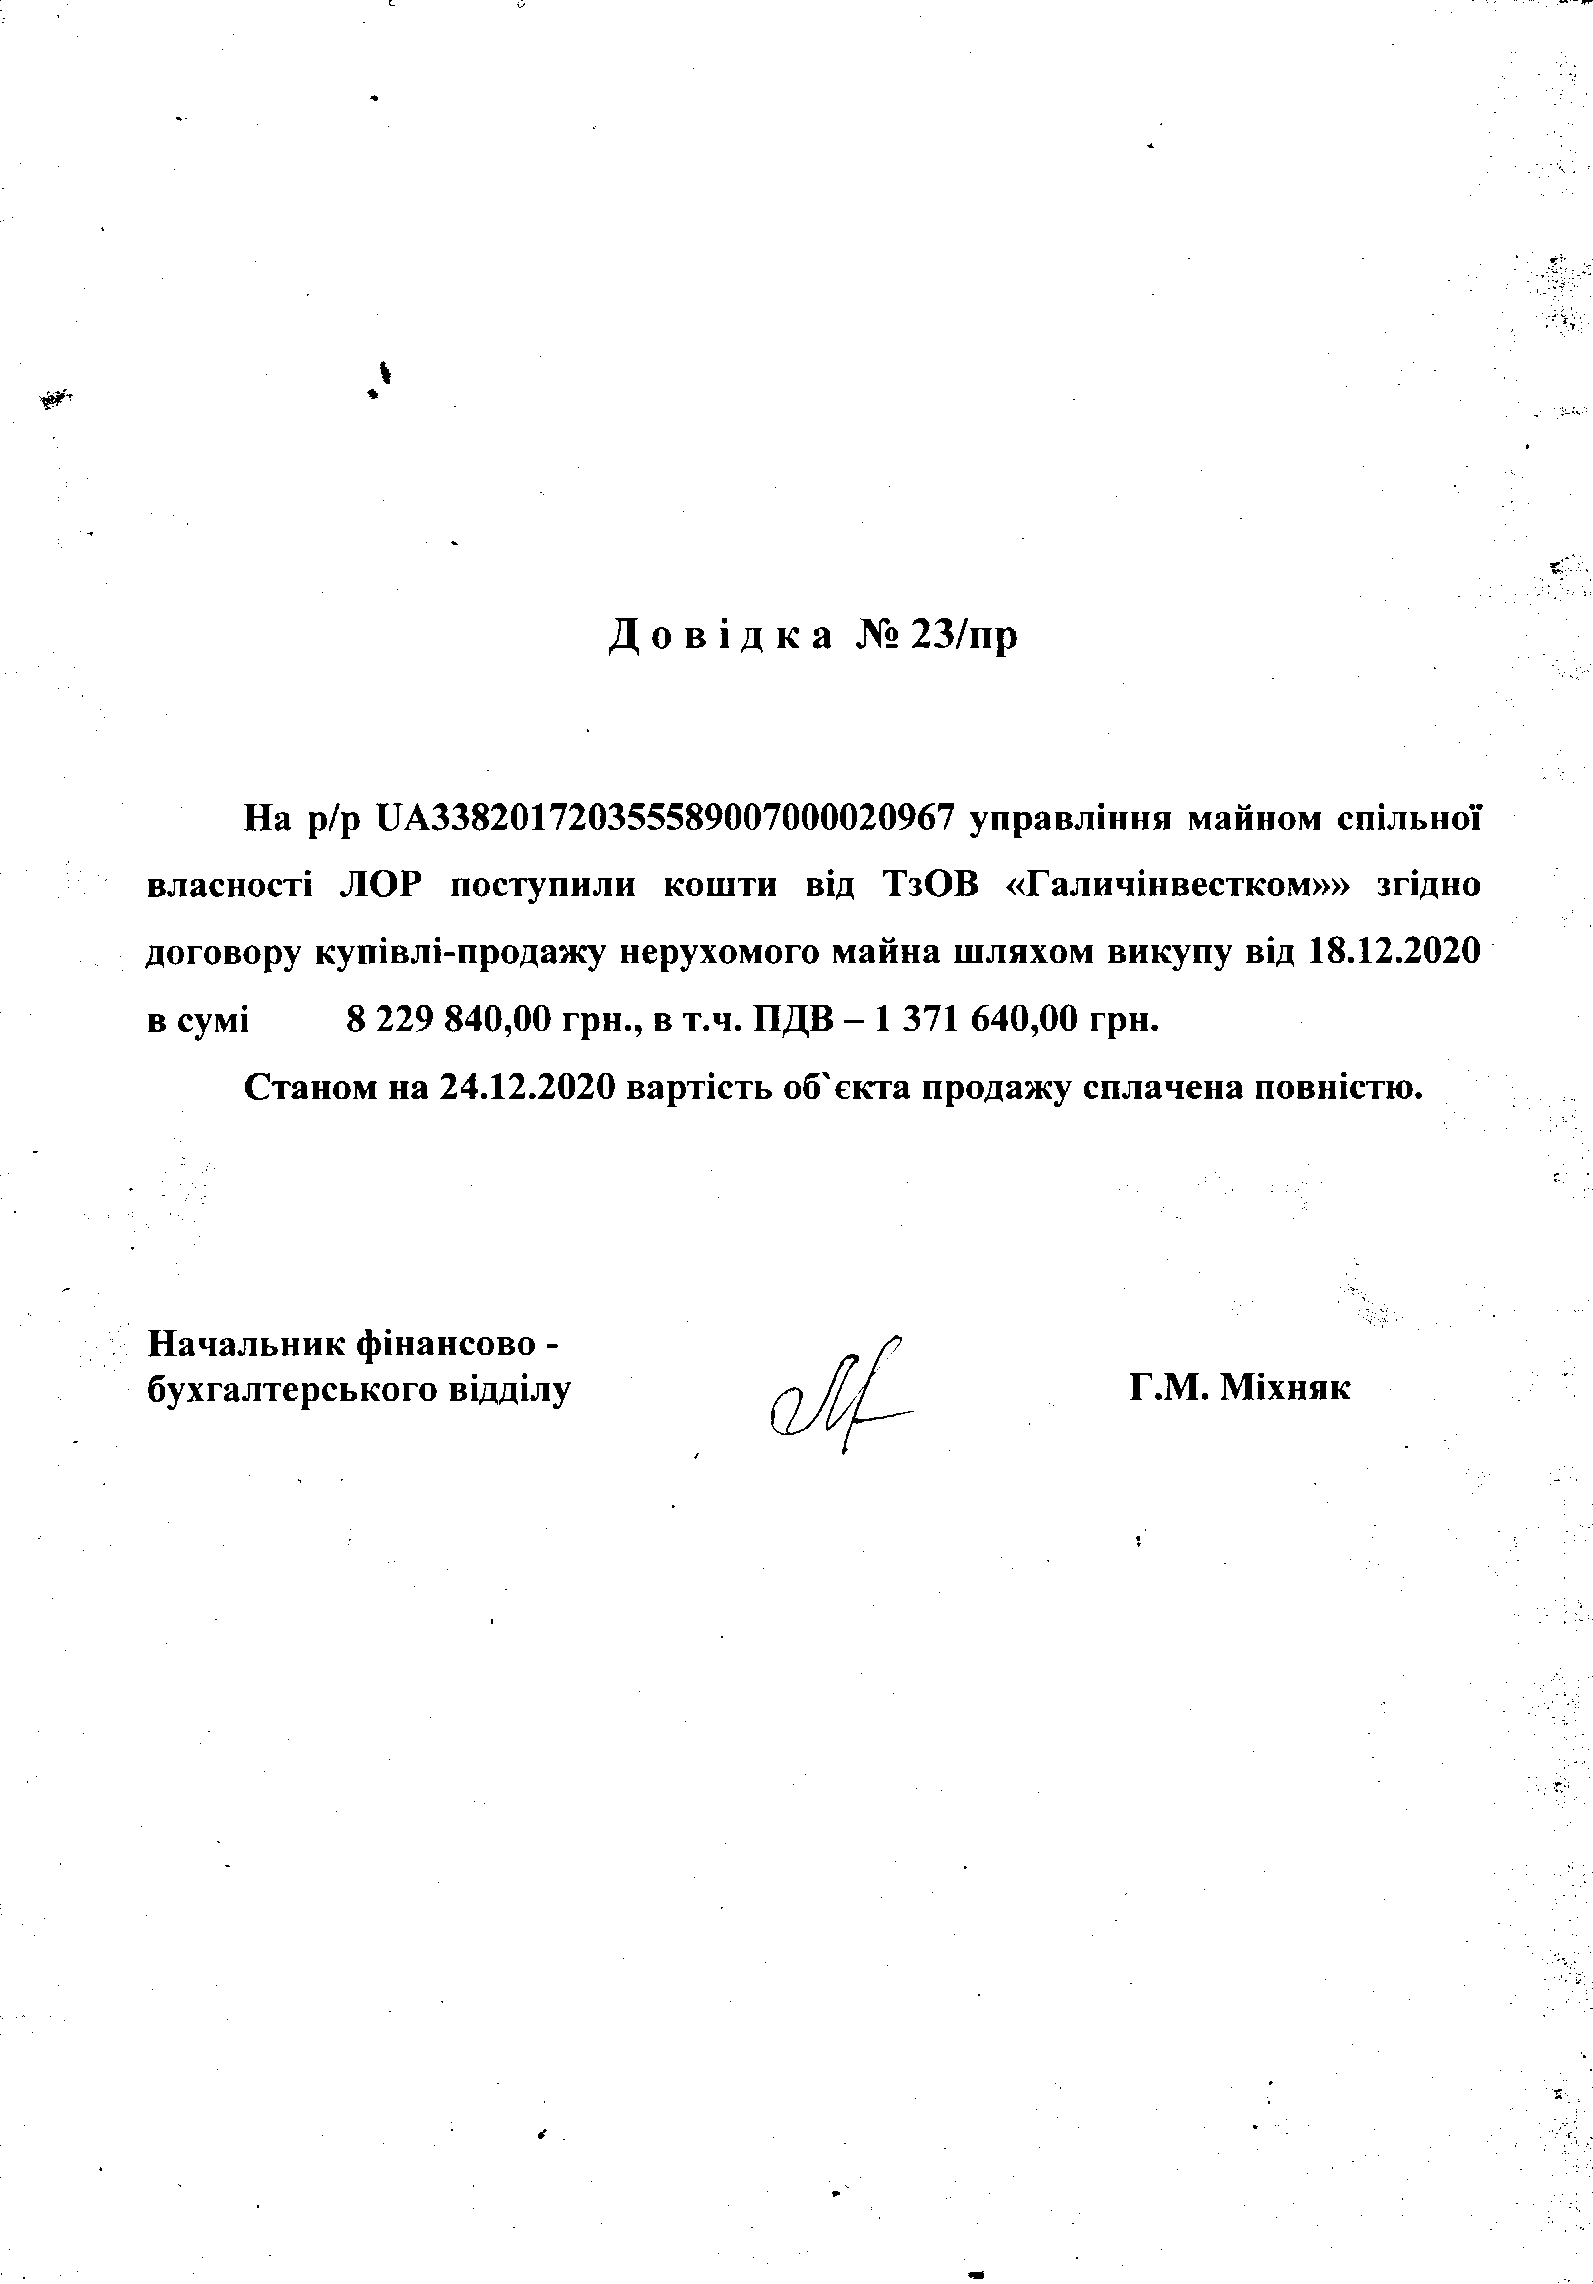 Д о в і д к а № 23/пр
На р/р UA338201720355589007000020967 управління майном спільної
власності ЛОР поступили кошти від ТзОВ «Галичінвестком»» згідно
договору купівлі-продажу нерухомого майна шляхом викупу від 18.12.2020
в сумі 8 229 840,00 грн., в т.ч. ПДВ – 1 371 640,00 грн.
Станом на 24.12.2020 вартість об`єкта продажу сплачена повністю.
Начальник фінансово -
бухгалтерського відділу Г.М. Міхняк